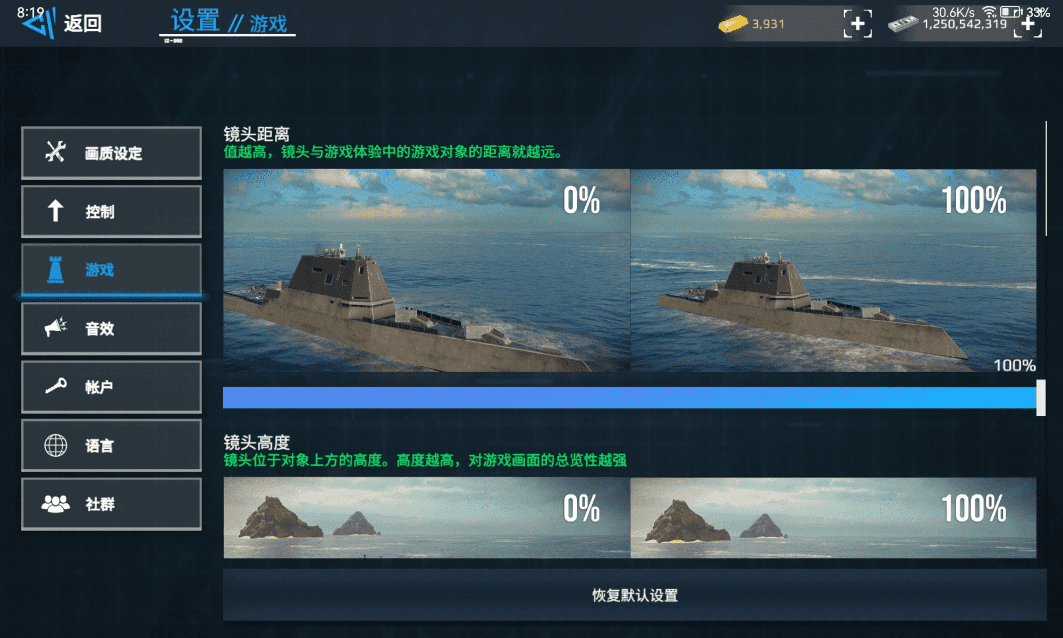 8:19
30.6K/s
33%
返回
设置 // 游戏
3,931
1,250,542,319
画质设定
控制
游戏
音效
帐户
语言
社群
镜头距离
值越高，镜头与游戏体验中的游戏对象的距离就越远。
0%
100%
100%
镜头高度
镜头位于对象上方的高度。高度越高，对游戏画面的总览性越强
0%
100%
恢复默认设置